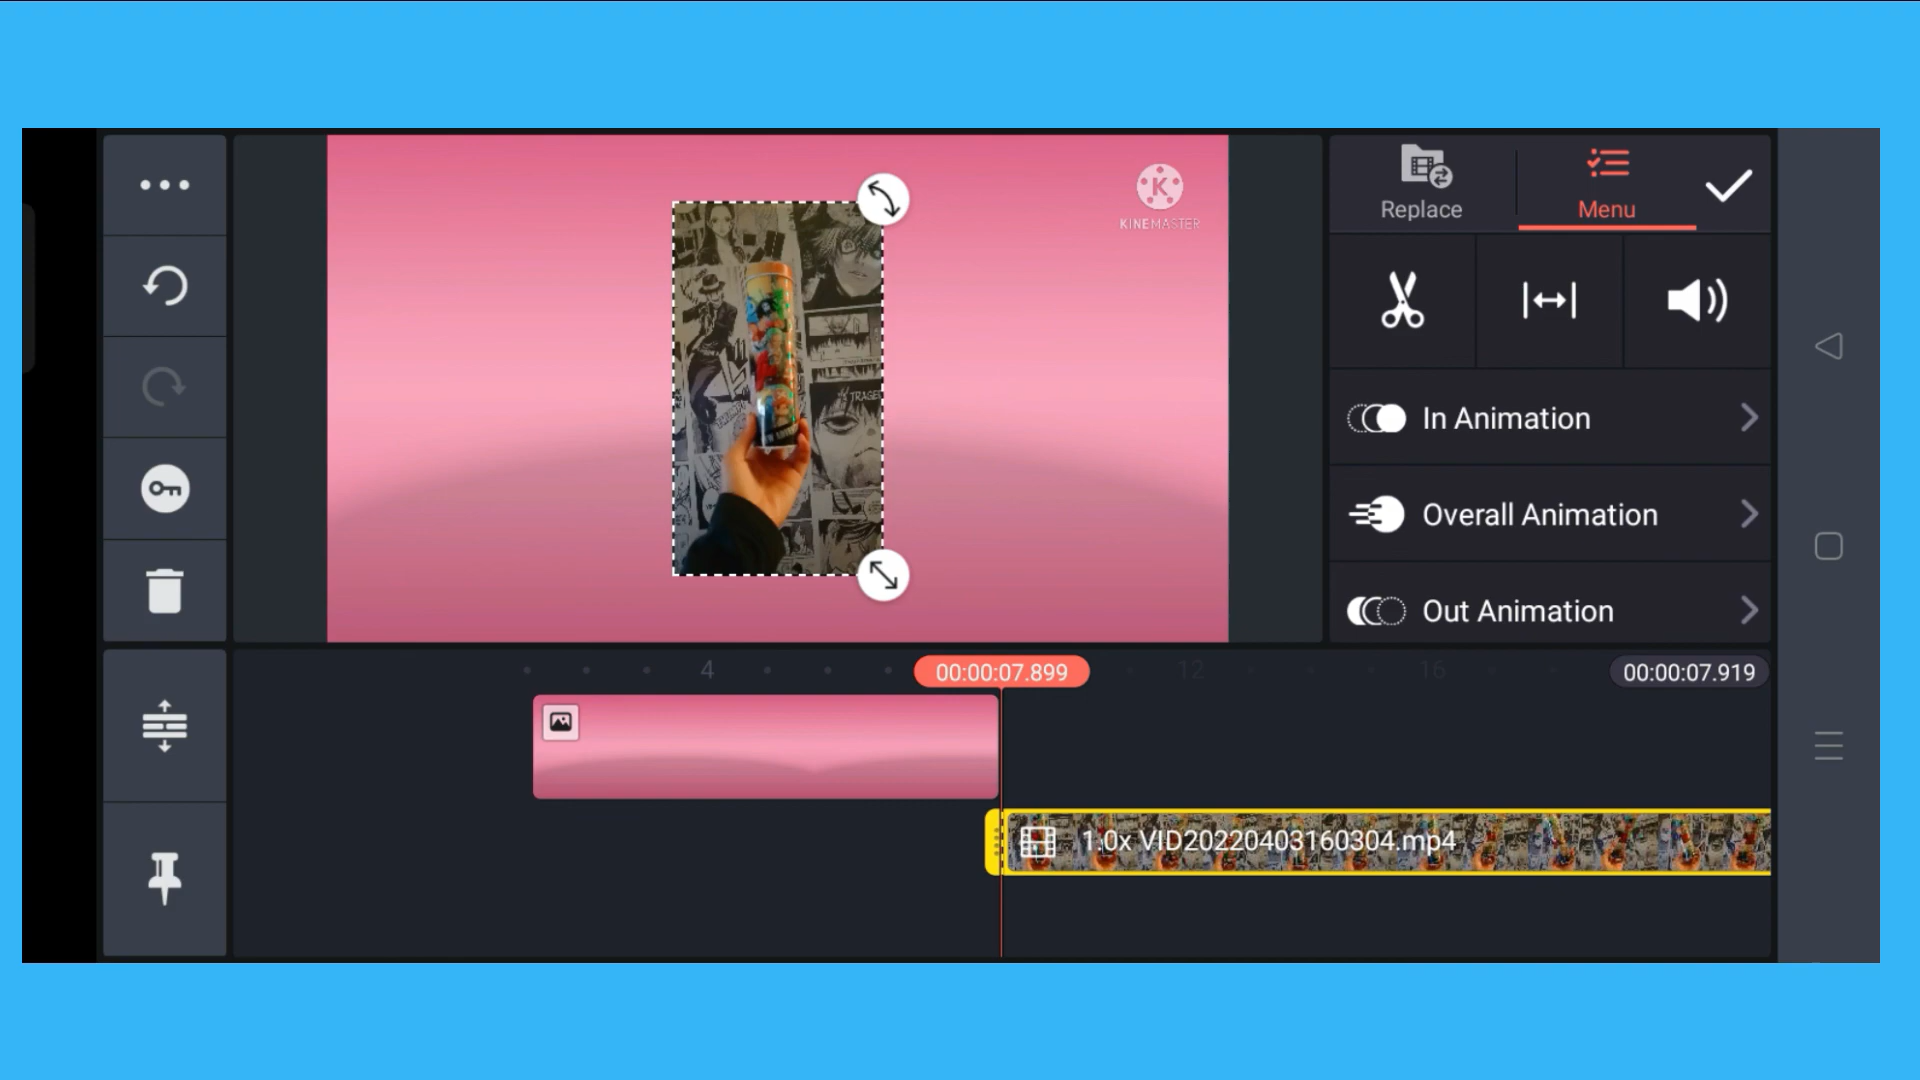 KINEMASTER
Replace
Menu
TRAGE
In Animation
Overall Animation
Out Animation
4
00:00:07.899
12
16
00:00:07.919
1.0x VID20220403160304.mp4